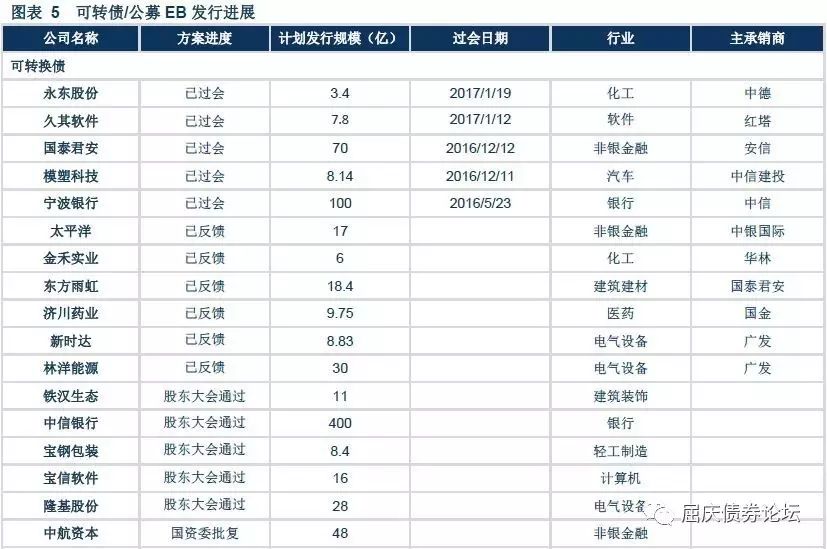 图表 5 可转债/公募 EB 发行进展
公司名称 方案进度 计划发行规模（亿） 过会日期 行业 主承销商
可转换债
永东股份 已过会 3.4 2017/1/19 化工 中德
久其软件 已过会 7.8 2017/1/12 软件 红塔
国泰君安 已过会 70 2016/12/12 非银金融 安信
模塑科技 已过会 8.14 2016/12/11 汽车 中信建投
宁波银行 已过会 100 2016/5/23 银行 中信
太平洋 已反馈 17 非银金融 中银国际
金禾实业 已反馈 6 化工 华林
东方雨虹 已反馈 18.4 建筑建材 国泰君安
济川药业 已反馈 9.75 医药 国金
新时达 已反馈 8.83 电气设备 广发
林洋能源 已反馈 30 电气设备 广发
铁汉生态 股东大会通过 11 建筑装饰
中信银行 股东大会通过 400 银行
宝钢包装 股东大会通过 8.4 轻工制造
宝信软件 股东大会通过 16 计算机
隆基股份 股东大会通过 28 电气设备
中航资本 国资委批复 48 非银金融
屈庆债券论坛